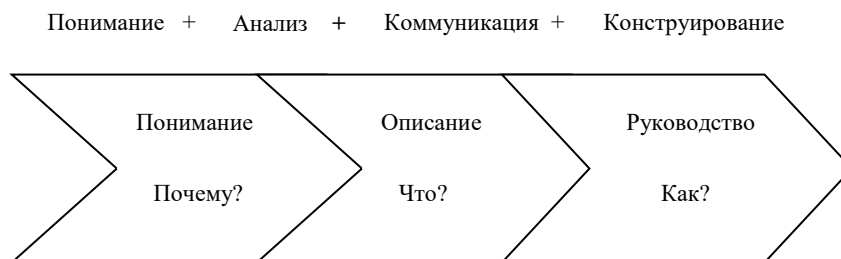 Понимание + Анализ + Коммуникация + Конструирование
Понимание Описание Руководство
Почему? Что? Как?